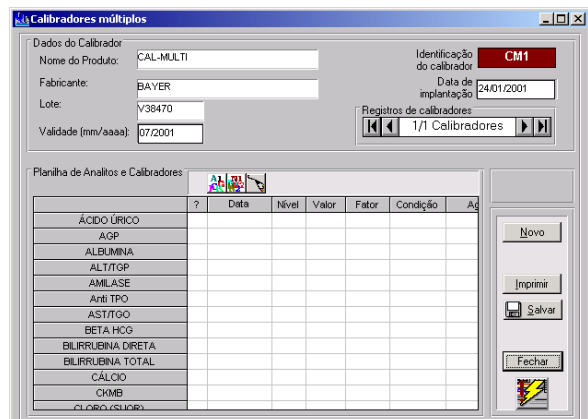 Calibradores múltiplos
Dados do Calibrador
Nome do Produto: CAL-MULTI
Identificação do calibrador CM1
Fabricante: BAYER
Data de implantação 24/01/2001
Lote: V38470
Registros de calibradores
Validade (mm/aaaa): 07/2001
1/1 Calibradores
Planilha de Analitos e Calibradores
? Data Nível Valor Fator Condição Ag
ÁCIDO ÚRICO
AGP
ALBUMINA
ALT/TGP
AMILASE
Anti TPO
AST/TGO
BETA HCG
BILIRRUBINA DIRETA
BILIRRUBINA TOTAL
CÁLCIO
CKMB
CLORO (SUOR)
Novo
Imprimir
Salvar
Fechar